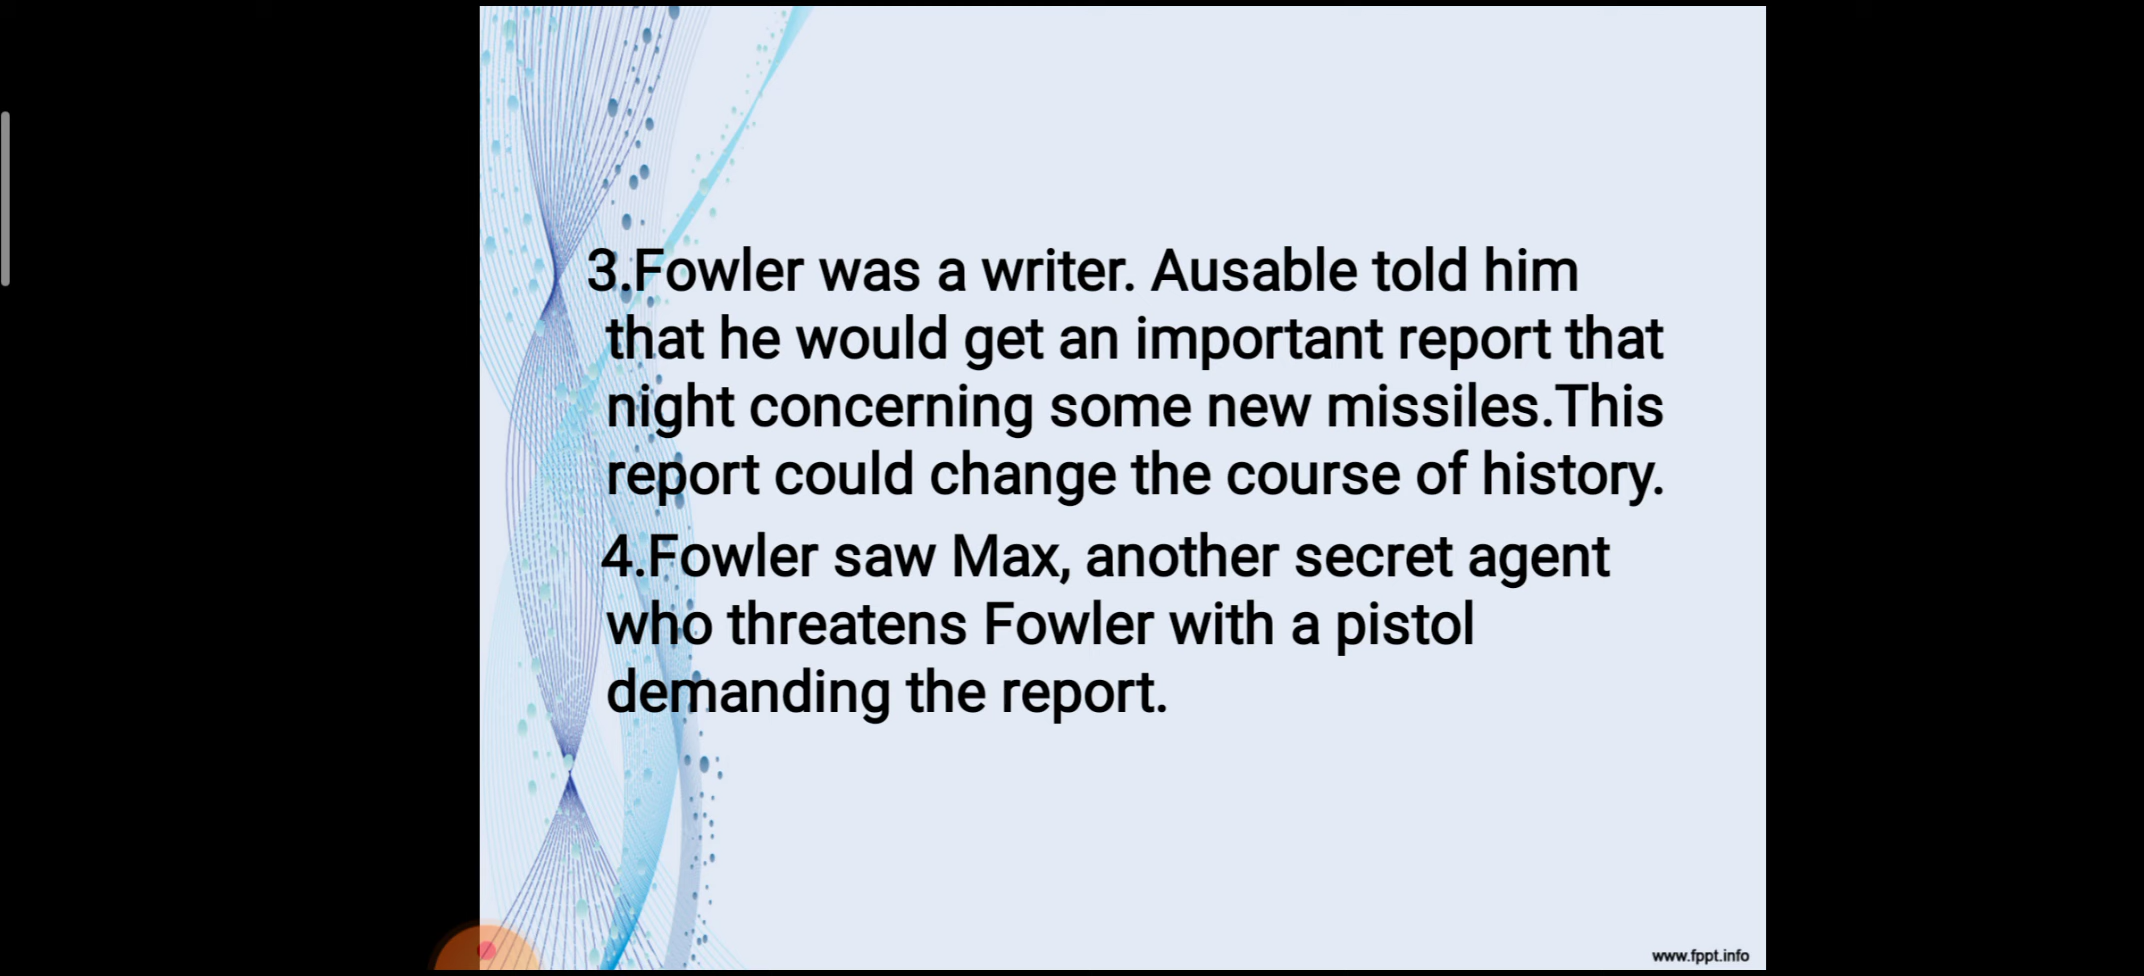 3.Fowler was a writer. Ausable told him
that he would get an important report that
night concerning some new missiles.This
report could change the course of history.
4.Fowler saw Max, another secret agent
who threatens Fowler with a pistol
demanding the report.
www.fppt.info